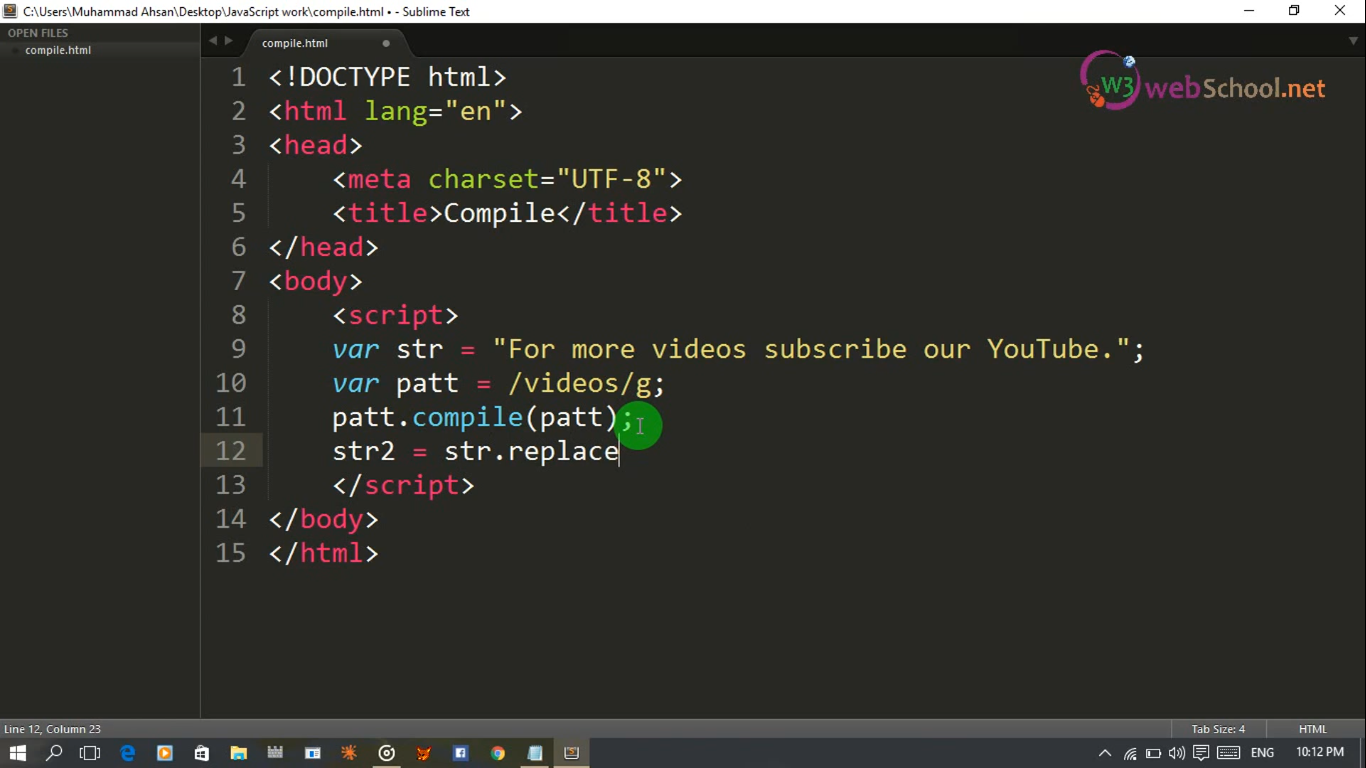 C:\Users\Muhammad Ahsan\Desktop\JavaScript work\compile.html • - Sublime Text
OPEN FILES
compile.html
compile.html
W3 webSchool.net
1 <!DOCTYPE html>
2 <html lang="en">
3 <head>
4 <meta charset="UTF-8">
5 <title>Compile</title>
6 </head>
7 <body>
8 <script>
9 var str = "For more videos subscribe our YouTube.";
10 var patt = /videos/g;
11 patt.compile(patt);
12 str2 = str.replace
13 </script>
14 </body>
15 </html>
Line 12, Column 23
Tab Size: 4
HTML
ENG
10:12 PM